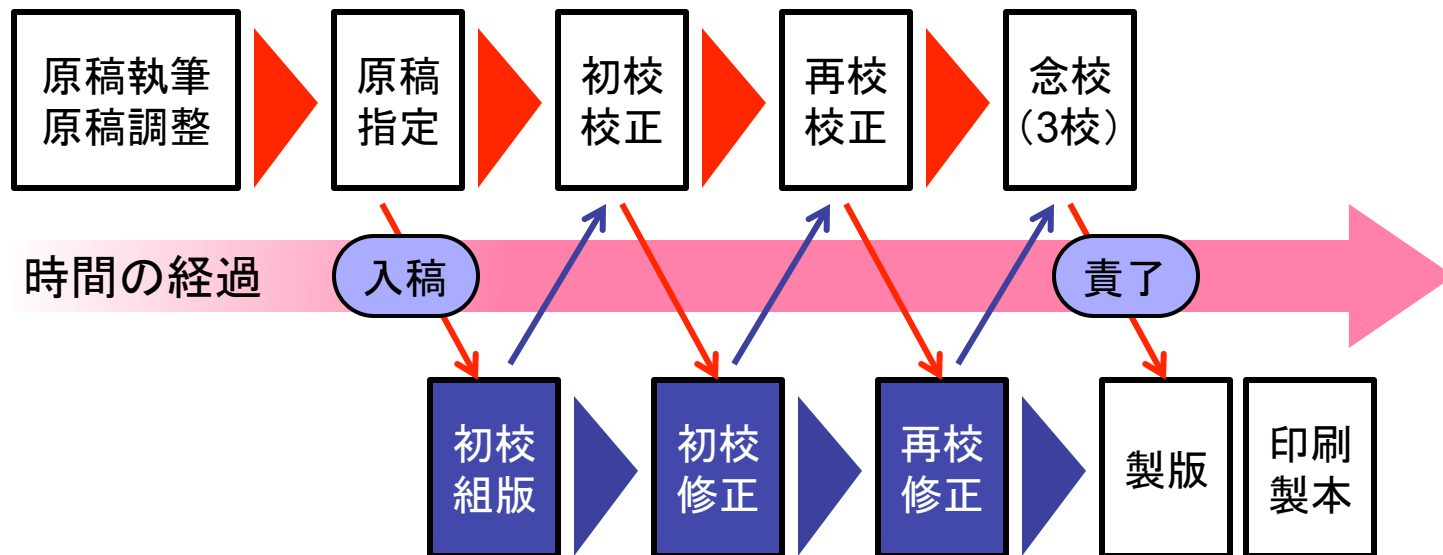 原稿執筆
原稿調整
原稿
指定
初校
校正
再校
校正
念校
（3校）
時間の経過
入稿
責了
初校
組版
初校
修正
再校
修正
製版
印刷
製本